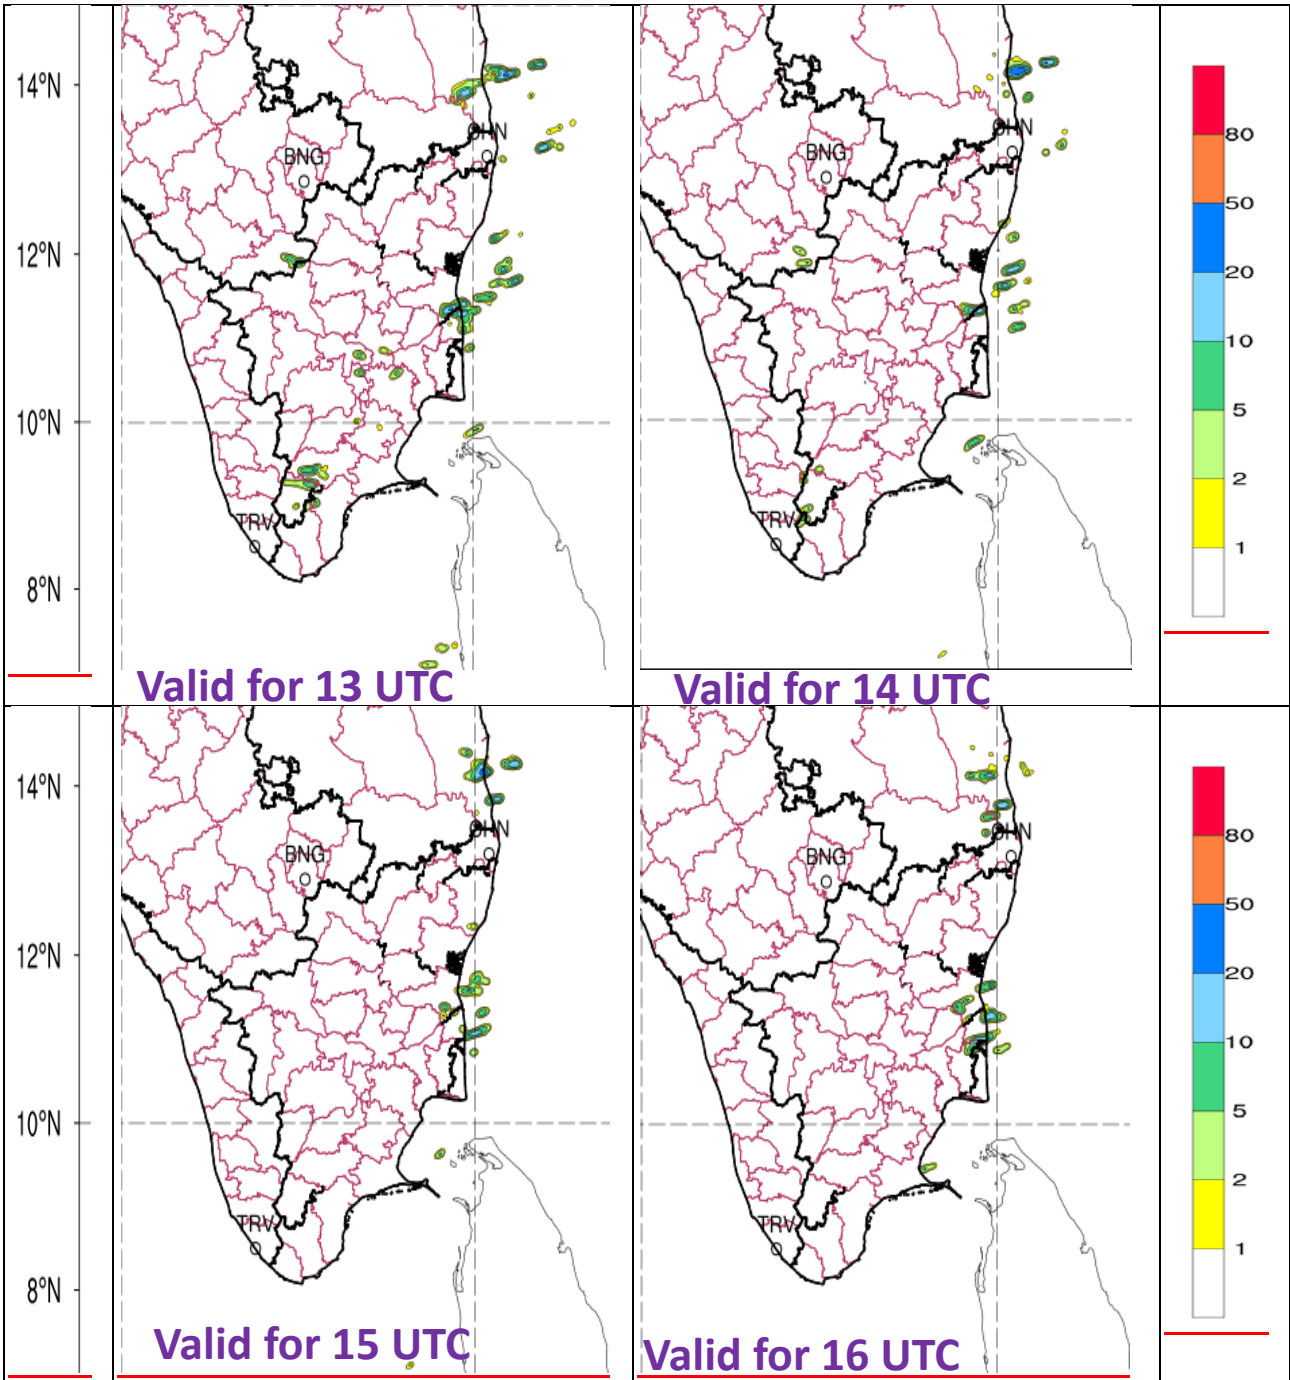 14°N
12°N
10°N
8°N
CHN
BNG
TRV
Valid for 13 UTC
CHN
BNG
TRV
Valid for 14 UTC
80
50
20
10
5
2
1
14°N
12°N
10°N
8°N
CHN
BNG
TRV
Valid for 15 UTC
CHN
BNG
TRV
Valid for 16 UTC
80
50
20
10
5
2
1